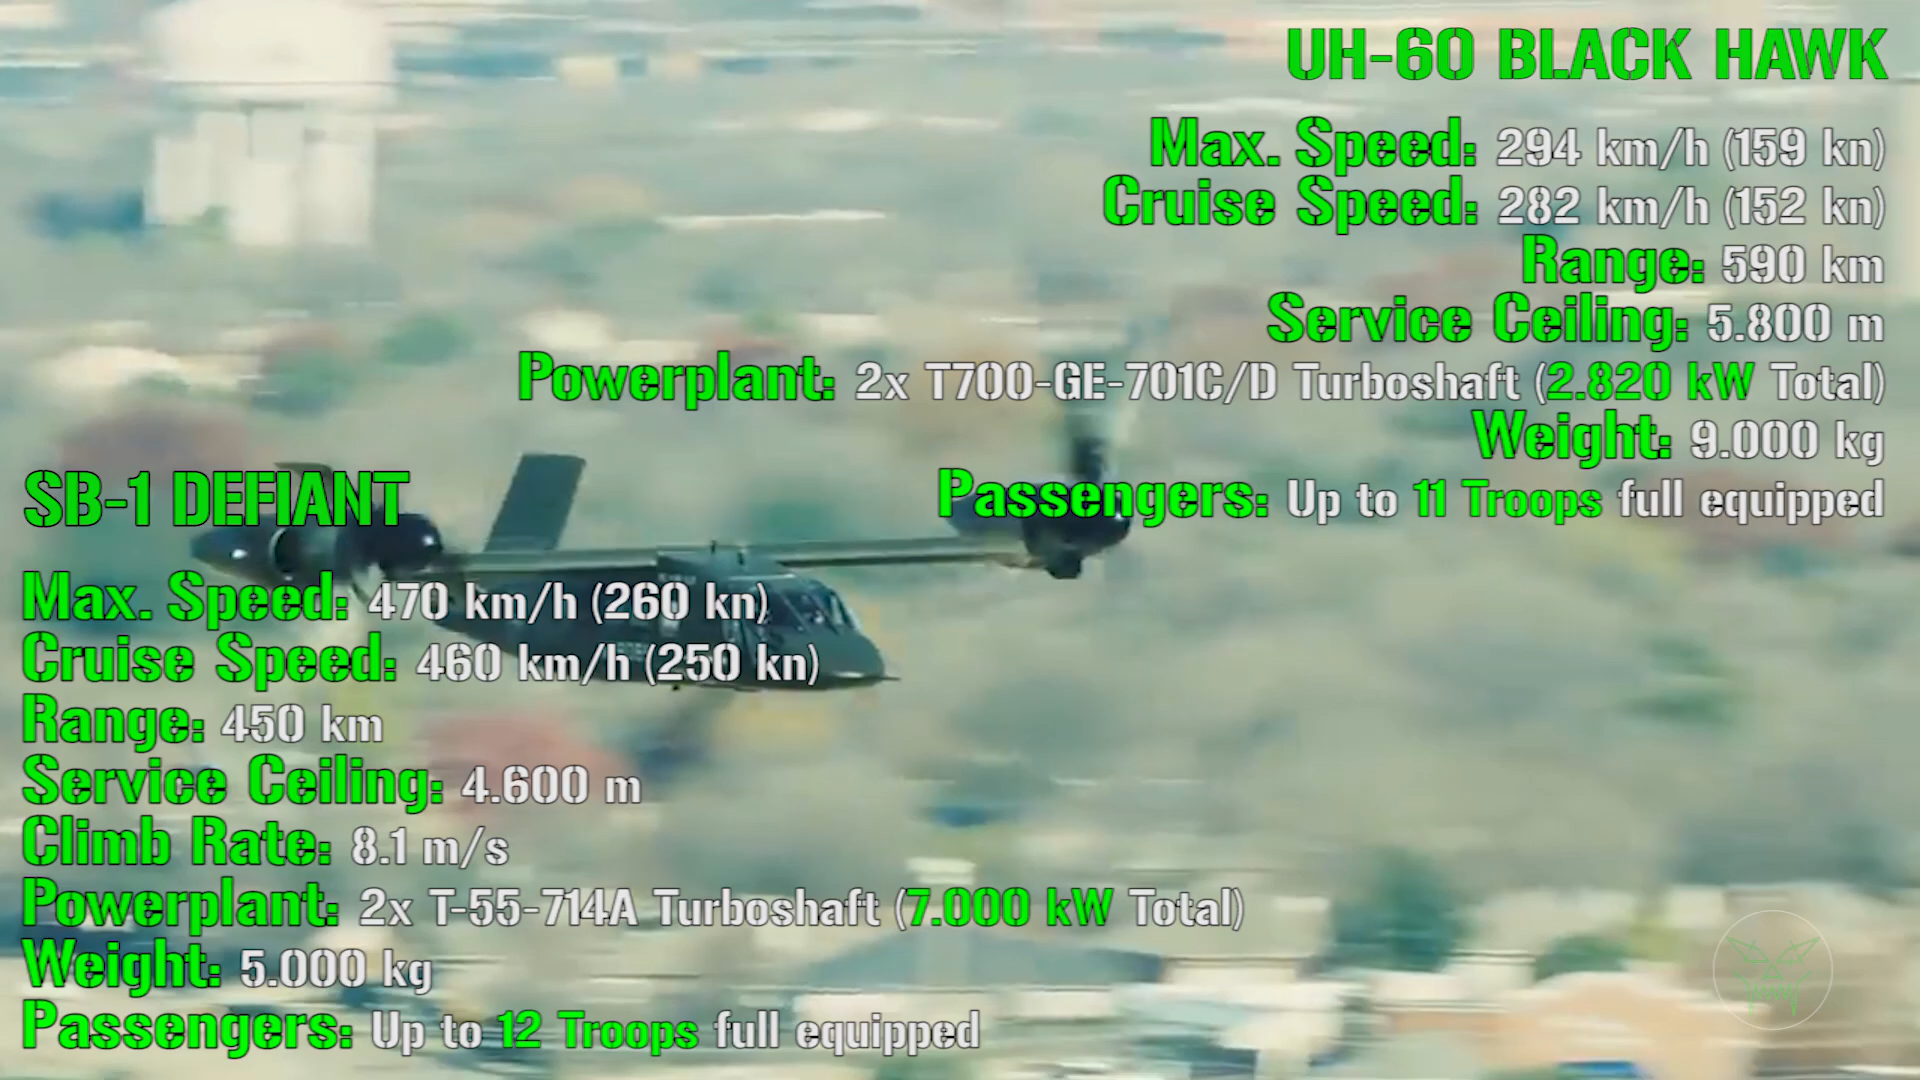 UH-60 BLACK HAWK
Max. Speed: 294 km/h (159 kn)
Cruise Speed: 282 km/h (152 kn)
Range: 590 km
Service Ceiling: 5.800 m
Powerplant: 2x T700-GE-701C/D Turboshaft (2.820 kW Total)
Weight: 9.000 kg
Passengers: Up to 11 Troops full equipped
SB-1 DEFIANT
Max. Speed: 470 km/h (260 kn)
Cruise Speed: 460 km/h (250 kn)
Range: 450 km
Service Ceiling: 4.600 m
Climb Rate: 8.1 m/s
Powerplant: 2x T-55-714A Turboshaft (7.000 kW Total)
Weight: 5.000 kg
Passengers: Up to 12 Troops full equipped